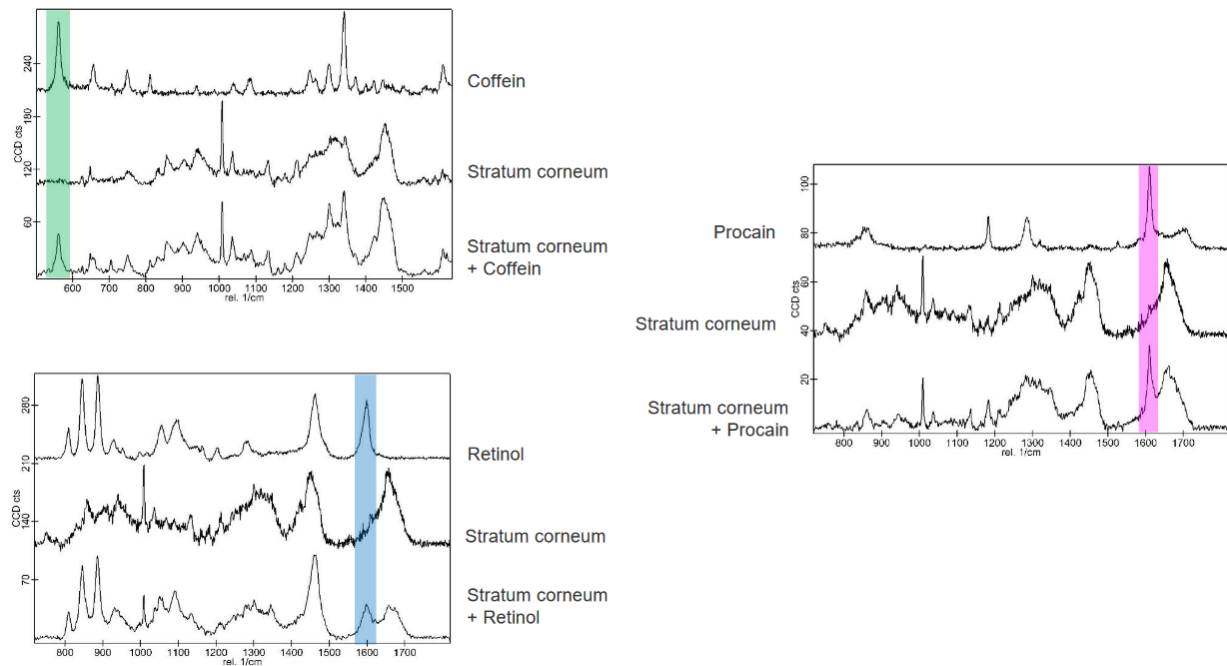 240
180
120
60
CCD cts
600 700 800 900 1000 1100 1200 1300 1400 1500
rel. 1/cm
Coffein
Stratum corneum
Stratum corneum
+ Coffein
100
80
60
40
20
CCD cts
800 900 1000 1100 1200 1300 1400 1500 1600 1700
rel. 1/cm
Procain
Stratum corneum
Stratum corneum
+ Procain
280
210
21
140
70
CCD cts
800 900 1000 1100 1200 1300 1400 1500 1600 1700
rel. 1/cm
Retinol
Stratum corneum
Stratum corneum
+ Retinol